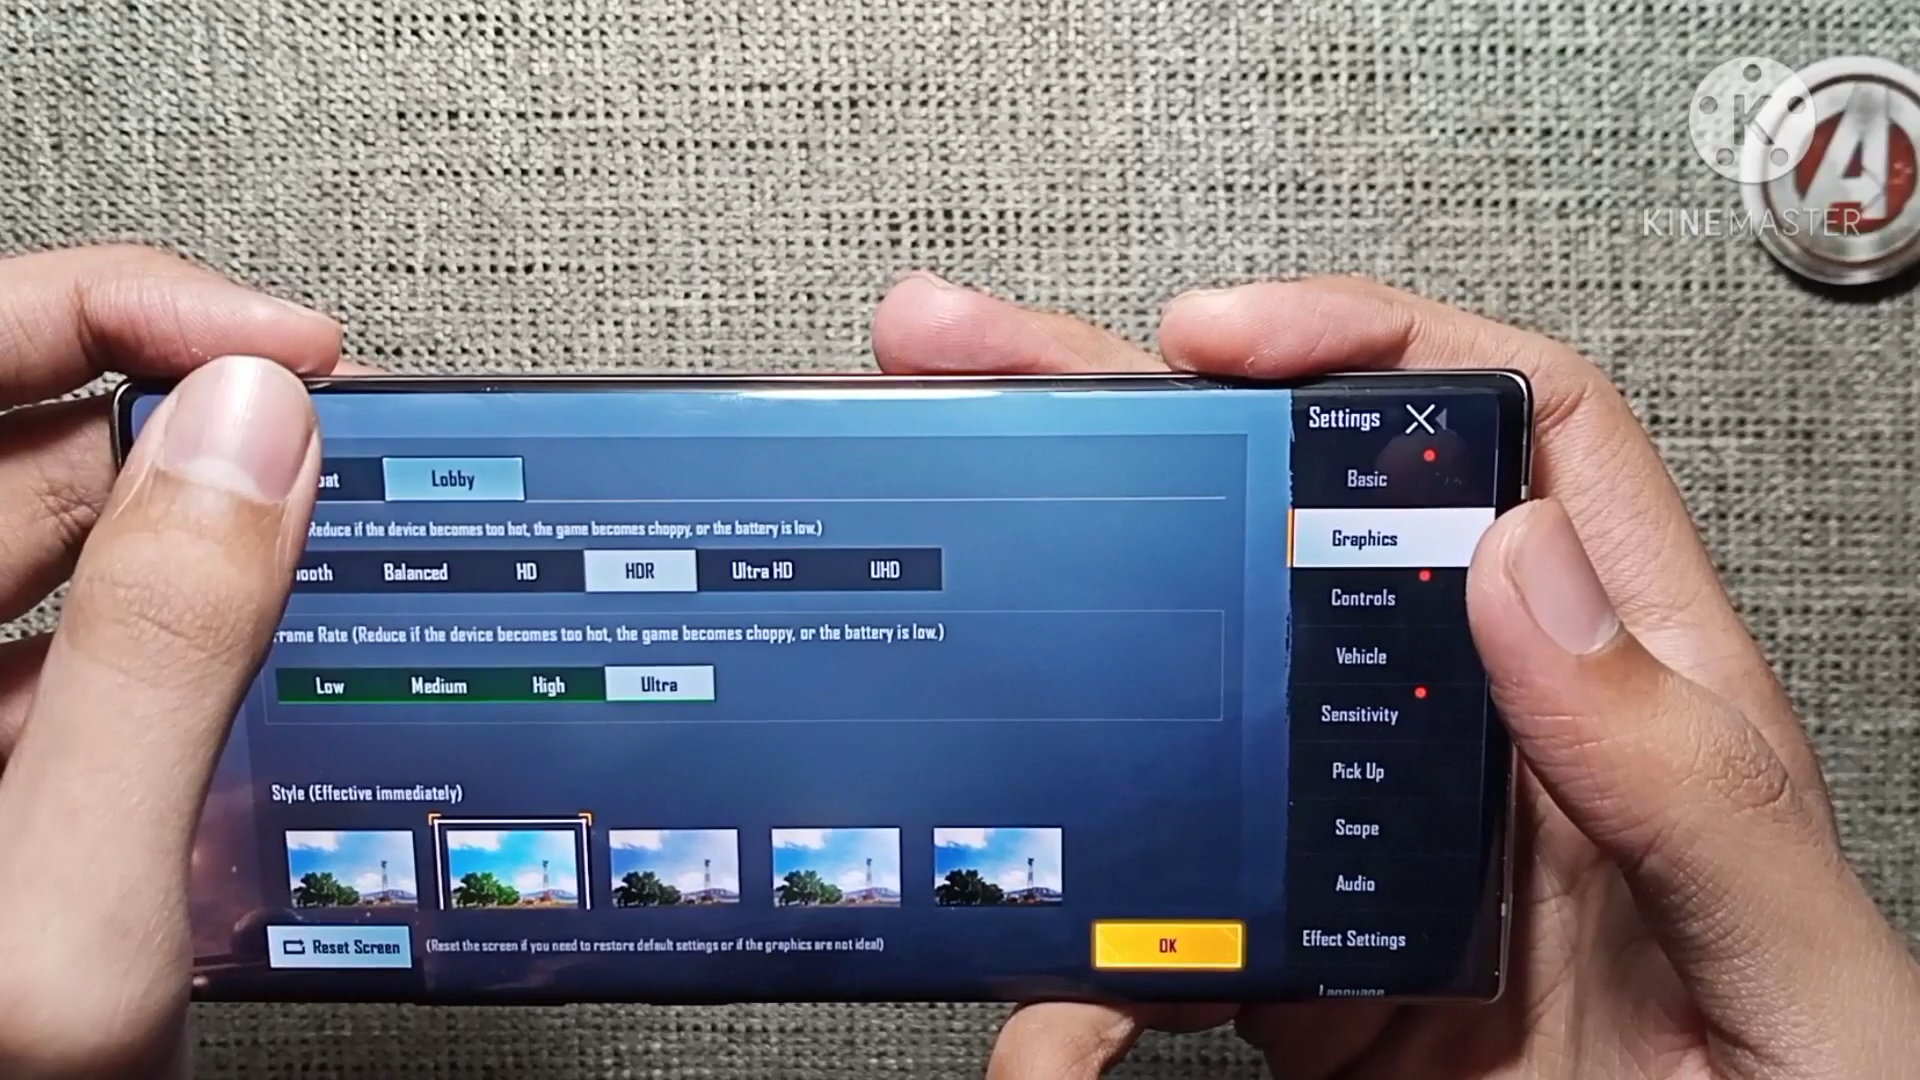 KINEMASTER
Settings
Basic
Lobby
Reduce if the device becomes too hot, the game becomes choppy, or the battery is low.)
Graphics
Balanced HD HDR Ultra HD UHD
Controls
Frame Rate (Reduce if the device becomes too hot, the game becomes choppy, or the battery is low.)
Vehicle
Low Medium High Ultra
Sensitivity
Pick Up
Style (Effective immediately)
Scope
Audio
Reset Screen (Reset the screen if you need to restore default settings or if the graphics are not ideal)
OK
Effect Settings
Language